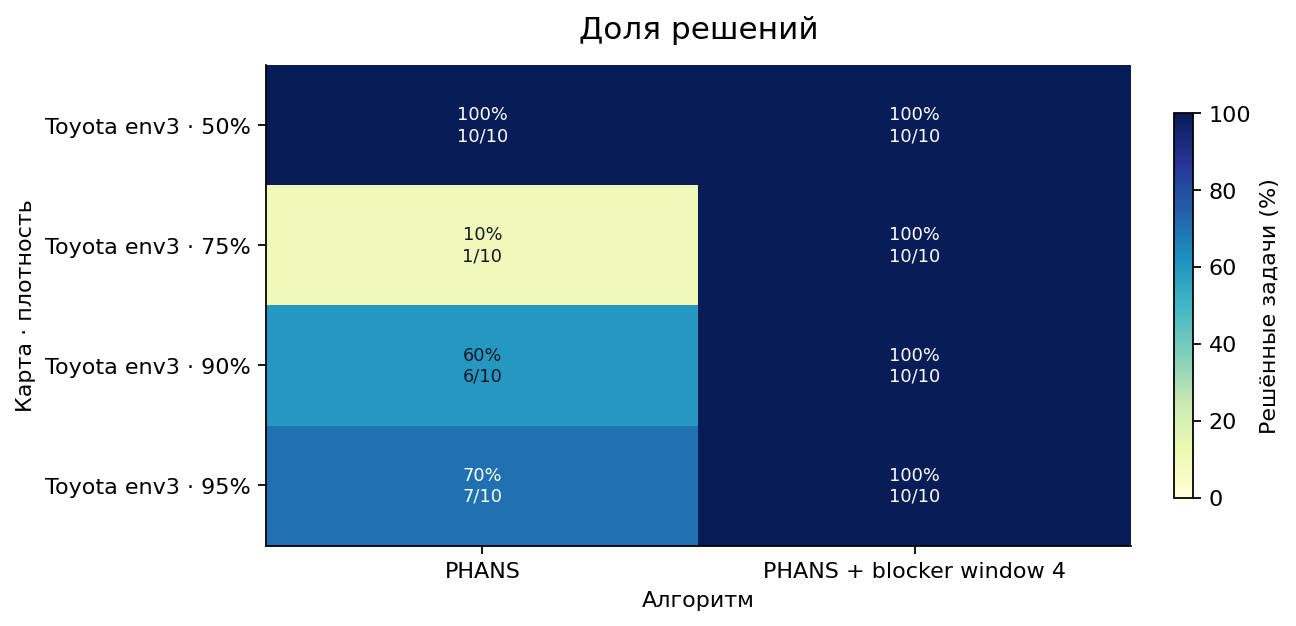 Доля решений
Карта · плотность
Toyota env3 · 50%
Toyota env3 · 75%
Toyota env3 · 90%
Toyota env3 · 95%
100%
10/10
100%
10/10
10%
1/10
100%
10/10
60%
6/10
100%
10/10
70%
7/10
100%
10/10
PHANS
PHANS + blocker window 4
Алгоритм
100
80
60
40
20
0
Решённые задачи (%)